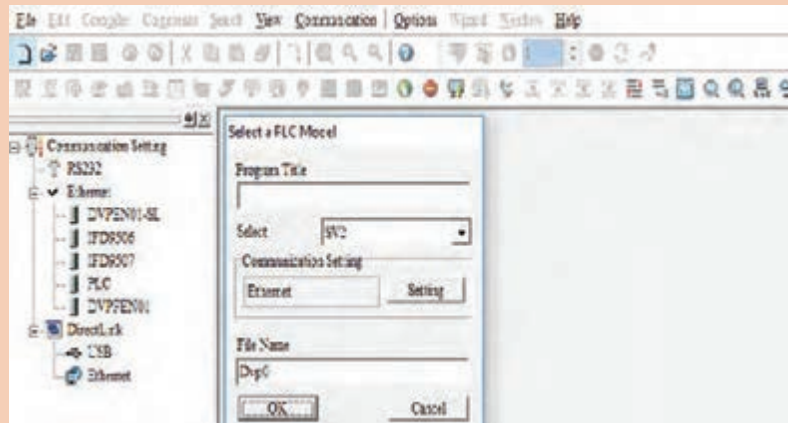 File Edit Compile Comments Search View Communication Options Wizard Window Help
Communication Setting
RS232
Ethernet
DVPEN01-SL
IFD9506
IFD9507
PLC
DVPFEN01
DirectLink
USB
Ethernet
Select a PLC Model
Program Title
Select SV2
Communication Setting
Ethernet Setting
File Name
Dvp0
OK Cancel